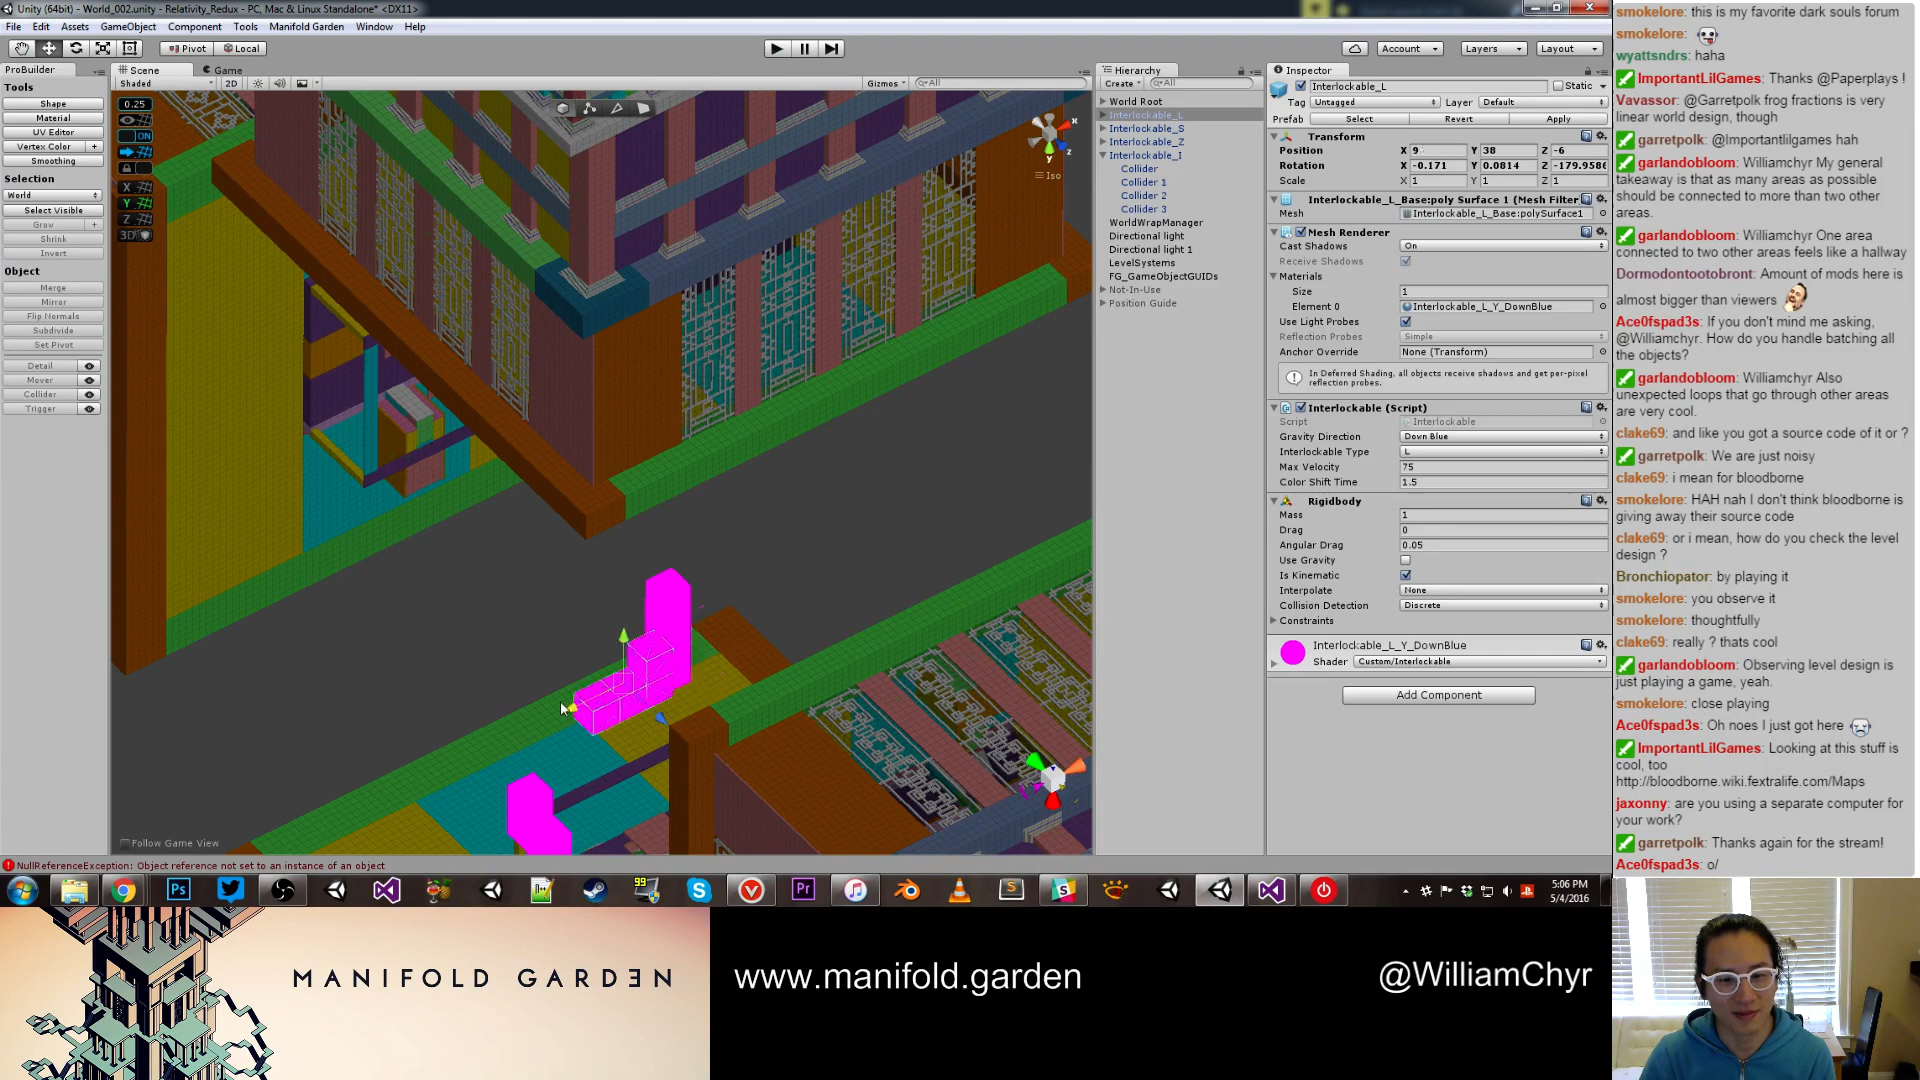 Unity (64bit) - World_002.unity - Relativity_Redux - PC, Mac & Linux Standalone* <DX11>
File Edit Assets GameObject Component Tools Manifold Garden Window Help
Pivot Local
Account Layers Layout
ProBuilder
Tools
Shape
Material
UV Editor
Vertex Color +
Smoothing
Selection
World
Select Visible
Grow +
Shrink
Invert
Object
Merge
Mirror
Flip Normals
Subdivide
Set Pivot
Detail
Mover
Collider
Trigger
Scene Game
Shaded 2D Gizmos All
0.25
ON
X
Y
Z
3D
x
y
z
Iso
Follow Game View
Hierarchy
Create All
World Root
Interlockable_L
Interlockable_S
Interlockable_Z
Interlockable_I
Collider
Collider 1
Collider 2
Collider 3
WorldWrapManager
Directional light
Directional light 1
LevelSystems
FG_GameObjectGUIDs
Not-In-Use
Position Guide
Inspector
Interlockable_L Static
Tag Untagged Layer Default
Prefab Select Revert Apply
Transform
Position X 9 Y 38 Z -6
Rotation X -0.171 Y 0.0814 Z -179.9586
Scale X 1 Y 1 Z 1
Interlockable_L_Base:poly Surface 1 (Mesh Filter
Mesh Interlockable_L_Base:polySurface1
Mesh Renderer
Cast Shadows On
Receive Shadows
Materials
Size 1
Element 0 Interlockable_L_Y_DownBlue
Use Light Probes
Reflection Probes Simple
Anchor Override None (Transform)
In Deferred Shading, all objects receive shadows and get per-pixel
reflection probes.
Interlockable (Script)
Script Interlockable
Gravity Direction Down Blue
Interlockable Type L
Max Velocity 75
Color Shift Time 1.5
Rigidbody
Mass 1
Drag 0
Angular Drag 0.05
Use Gravity
Is Kinematic
Interpolate None
Collision Detection Discrete
Constraints
Interlockable_L_Y_DownBlue
Shader Custom/Interlockable
Add Component
NullReferenceException: Object reference not set to an instance of an object
Ps
99
Pr
S
5:06 PM
5/4/2016
smokelore: this is my favorite dark souls forum
smokelore:
wyattsndrs: haha
ImportantLilGames: Thanks @Paperplays !
Vavassor: @Garretpolk frog fractions is very
linear world design, though
garretpolk: @Importantlilgames hah
garlandobloom: Williamchyr My general
takeaway is that as many areas as possible
should be connected to more than two other
areas.
garlandobloom: Williamchyr One area
connected to two other areas feels like a hallway
Dormodontootobront: Amount of mods here is
almost bigger than viewers
Ace0fspad3s: If you don't mind me asking,
@Williamchyr. How do you handle batching all
the objects?
garlandobloom: Williamchyr Also
unexpected loops that go through other areas
are very cool.
clake69: and like you got a source code of it or ?
garretpolk: We are just noisy
clake69: i mean for bloodborne
smokelore: HAH nah I don't think bloodborne is
giving away their source code
clake69: or i mean, how do you check the level
design ?
Bronchiopator: by playing it
smokelore: you observe it
smokelore: thoughtfully
clake69: really ? thats cool
garlandobloom: Observing level design is
just playing a game, yeah.
smokelore: close playing
Ace0fspad3s: Oh noes I just got here
ImportantLilGames: Looking at this stuff is
cool, too
http://bloodborne.wiki.fextralife.com/Maps
jaxonny: are you using a separate computer for
your work?
garretpolk: Thanks again for the stream!
Ace0fspad3s: o/
MANIFOLD GARDƎN
www.manifold.garden
@WilliamChyr